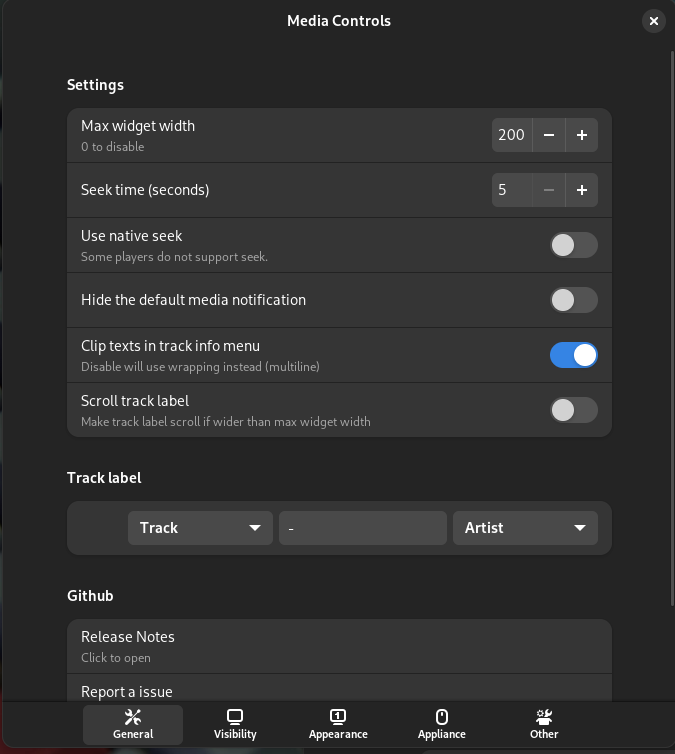 Media Controls
Settings
Max widget width
0 to disable
200
Seek time (seconds)
5
Use native seek
Some players do not support seek.
Hide the default media notification
Clip texts in track info menu
Disable will use wrapping instead (multiline)
Scroll track label
Make track label scroll if wider than max widget width
Track label
Track - Artist
Github
Release Notes
Click to open
Report a issue
General Visibility Appearance Appliance Other